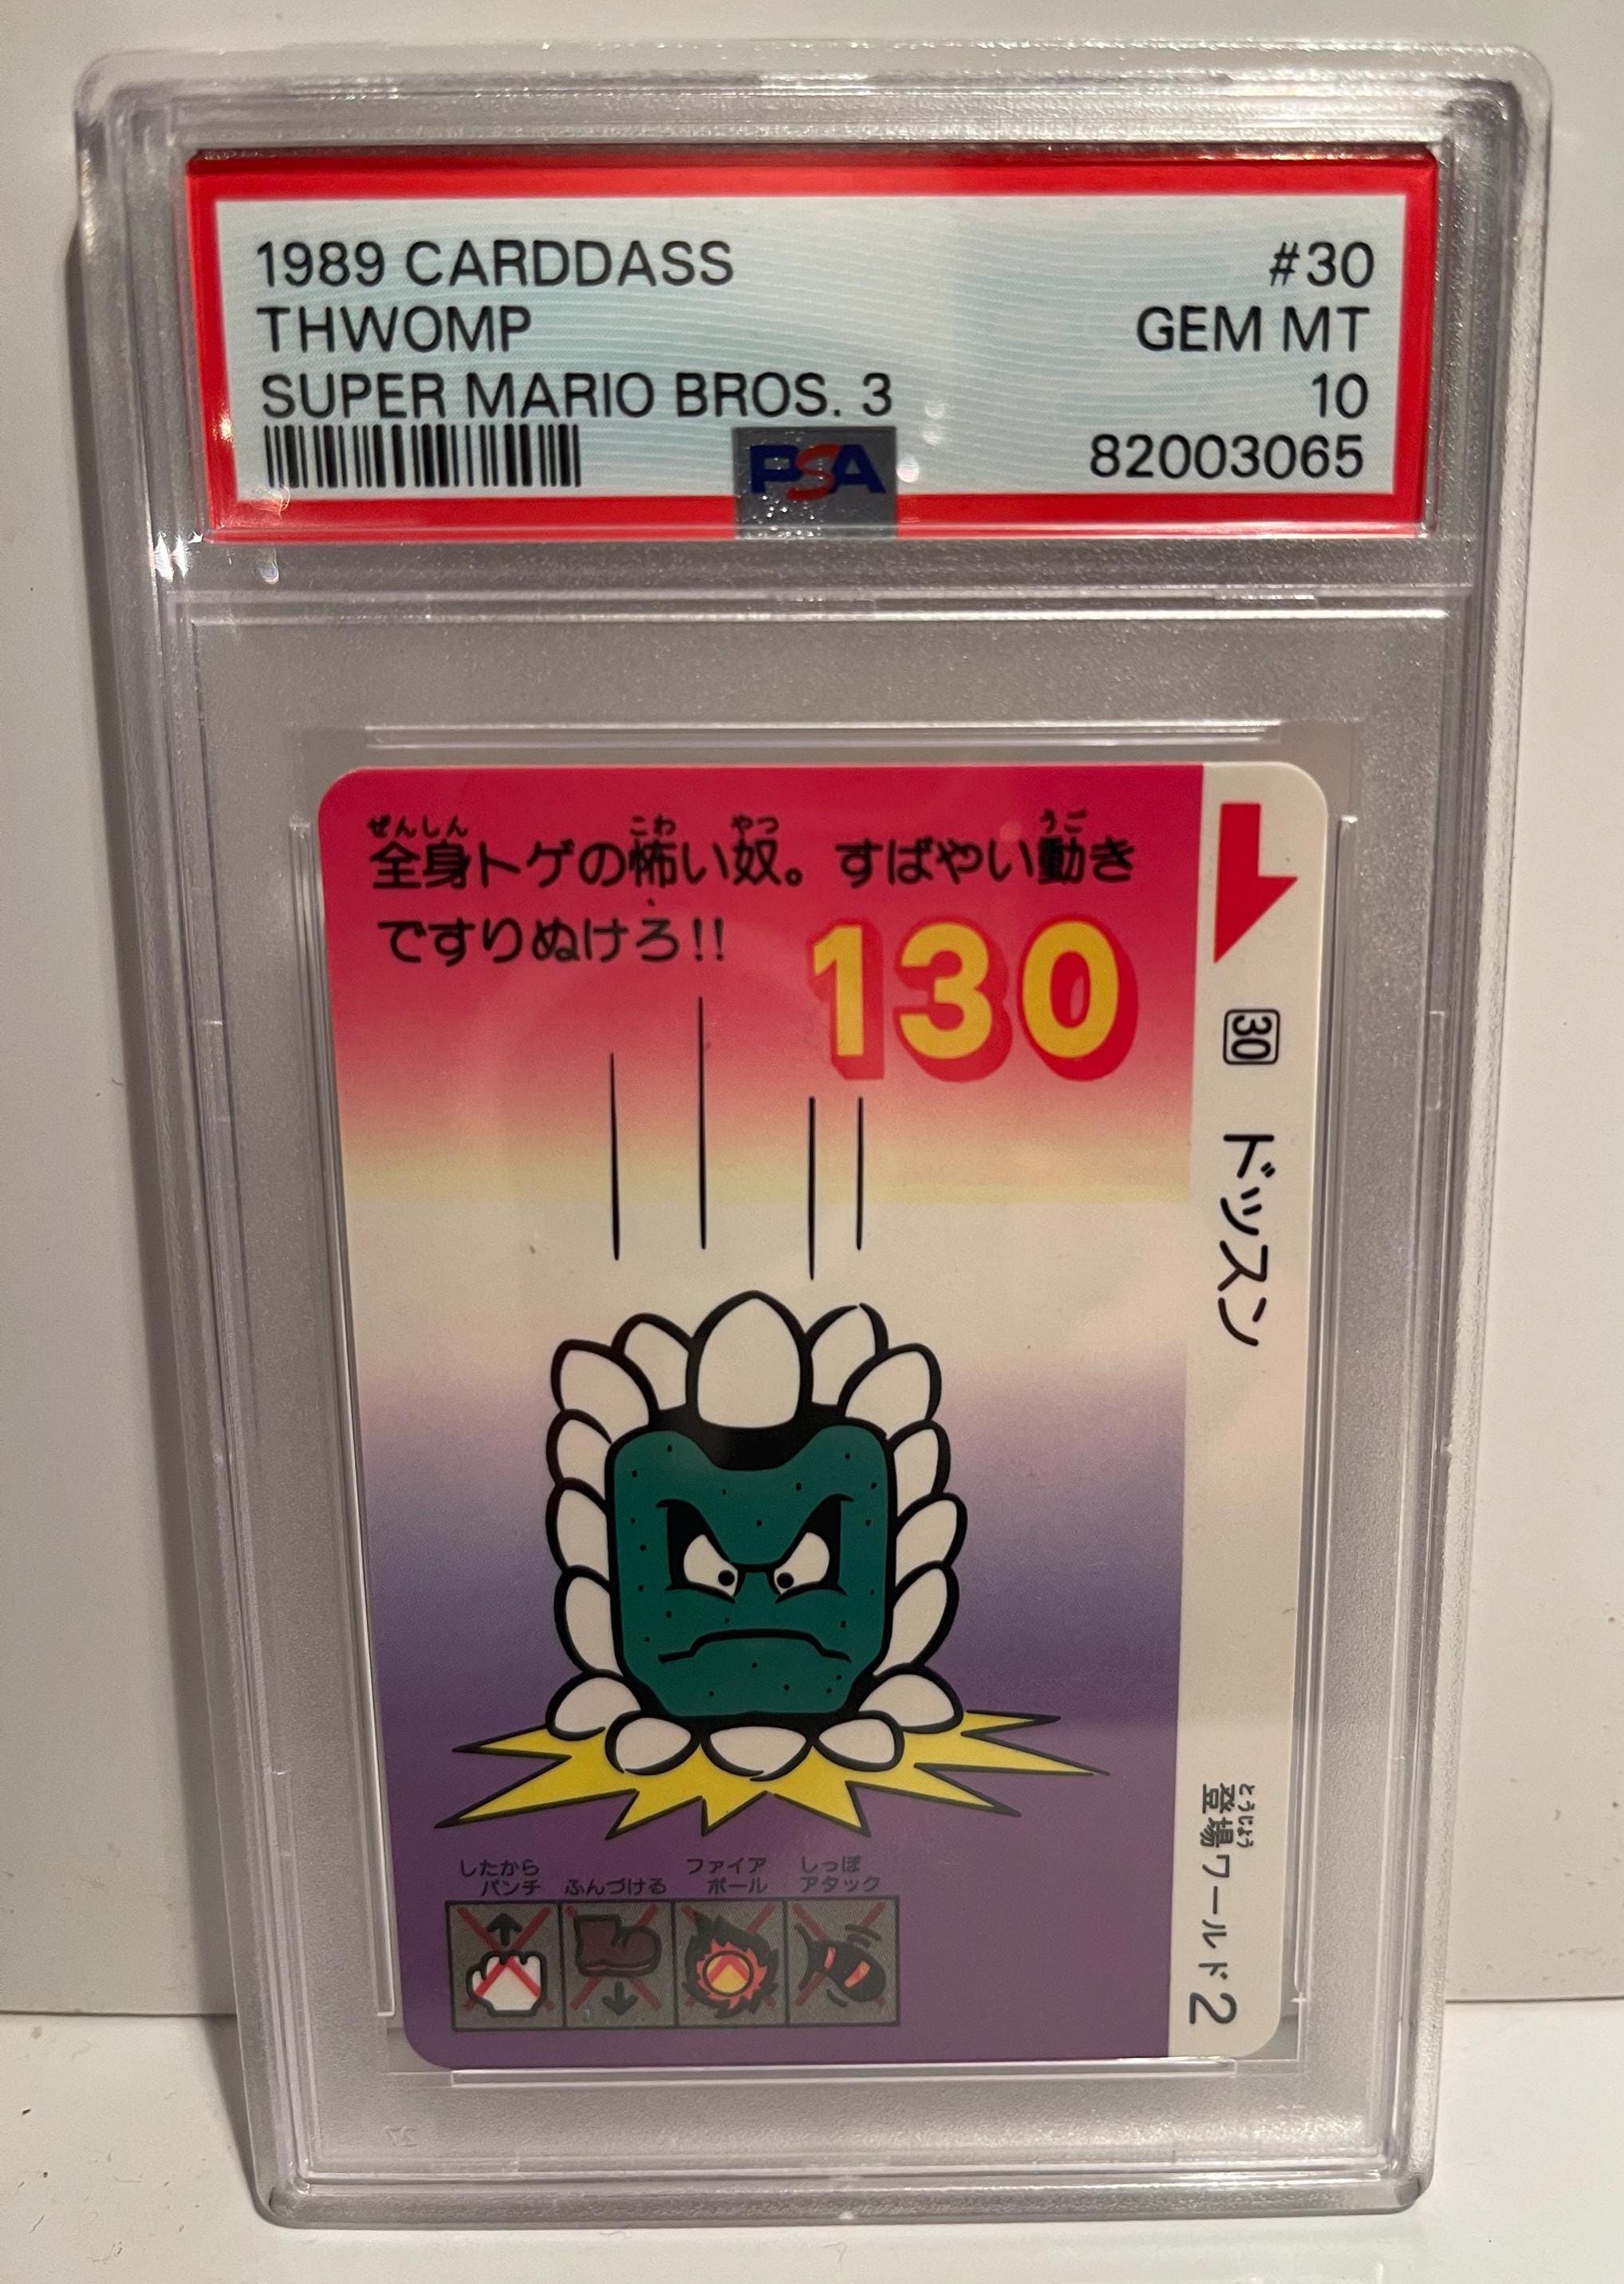 1989 CARDDASS #30
THWOMP GEM MT
SUPER MARIO BROS. 3 10
PSA 82003065
ぜんしん こわ やつ うご
全身トゲの怖い奴。すばやい動き
ですりぬけろ!!
130
30 ドッスン
とうじょう
登場ワールド2
したから
パンチ
ふんづける
ファイア
ボール
しっぽ
アタック